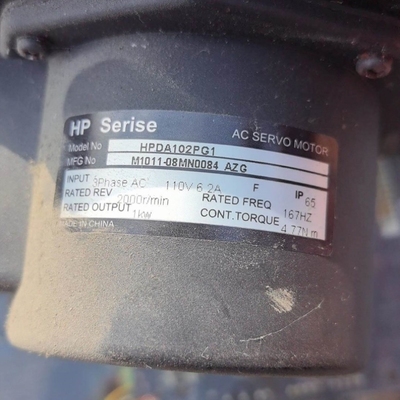 HP Serise
AC SERVO MOTOR
Model No HPDA102PG1
MFG No M1011-08MN0084 AZG
INPUT 3Phase AC 110V 6.2A F IP 65
RATED REV 2000r/min RATED FREQ 167HZ
RATED OUTPUT 1kw CONT.TORQUE 4.77N m
MADE IN CHINA